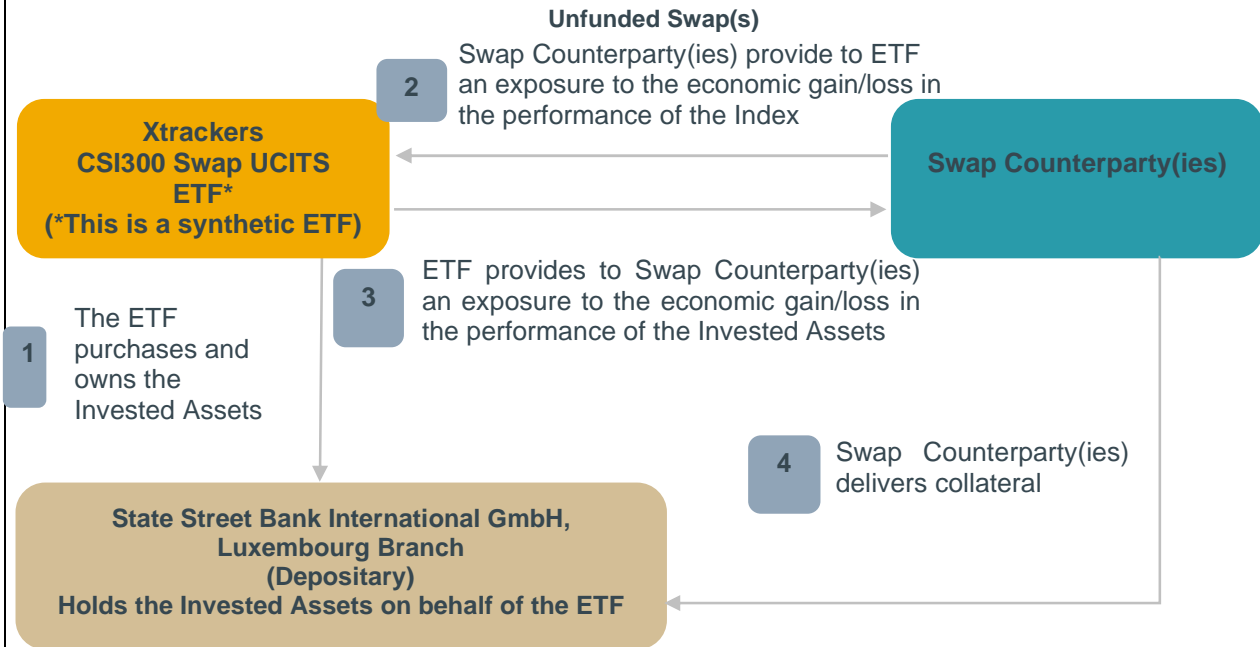 Unfunded Swap(s)
2
Swap Counterparty(ies) provide to ETF
an exposure to the economic gain/loss in
the performance of the Index
Xtrackers
CSI300 Swap UCITS
ETF*
(*This is a synthetic ETF)
Swap Counterparty(ies)
3
ETF provides to Swap Counterparty(ies)
an exposure to the economic gain/loss in
the performance of the Invested Assets
1
The ETF
purchases and
owns the
Invested Assets
4
Swap Counterparty(ies)
delivers collateral
State Street Bank International GmbH,
Luxembourg Branch
(Depositary)
Holds the Invested Assets on behalf of the ETF